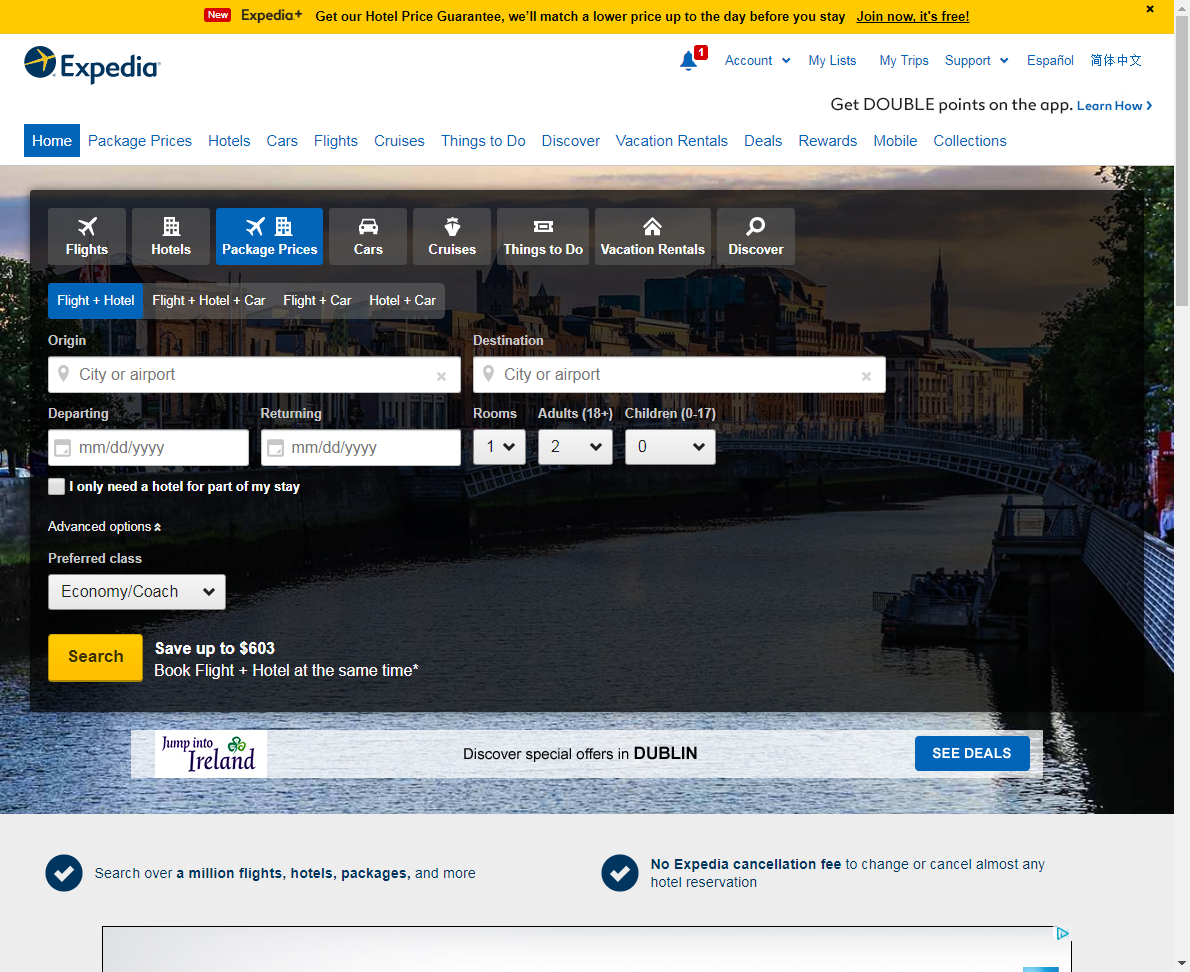 New Expedia+ Get our Hotel Price Guarantee, we'll match a lower price up to the day before you stay Join now, it's free!
Expedia
1 Account My Lists My Trips Support Español 简体中文
Get DOUBLE points on the app. Learn How
Home Package Prices Hotels Cars Flights Cruises Things to Do Discover Vacation Rentals Deals Rewards Mobile Collections
Flights Hotels Package Prices Cars Cruises Things to Do Vacation Rentals Discover
Flight + Hotel Flight + Hotel + Car Flight + Car Hotel + Car
Origin Destination
City or airport City or airport
Departing Returning Rooms Adults (18+) Children (0-17)
mm/dd/yyyy mm/dd/yyyy 1 2 0
I only need a hotel for part of my stay
Advanced options
Preferred class
Economy/Coach
Search
Save up to $603
Book Flight + Hotel at the same time*
Jump into
Ireland
Discover special offers in DUBLIN
SEE DEALS
Search over a million flights, hotels, packages, and more
No Expedia cancellation fee to change or cancel almost any
hotel reservation